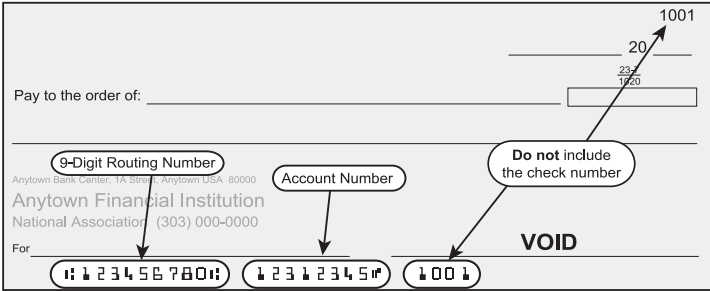 1001
20
23-7
1020
Pay to the order of:
Do not include
the check number
9-Digit Routing Number
Account Number
Anytown Bank Center, 1A Street, Anytown USA 80000
Anytown Financial Institution
National Association (303) 000-0000
For
VOID
⑆123456780⑆ 12312345⑈ 1001